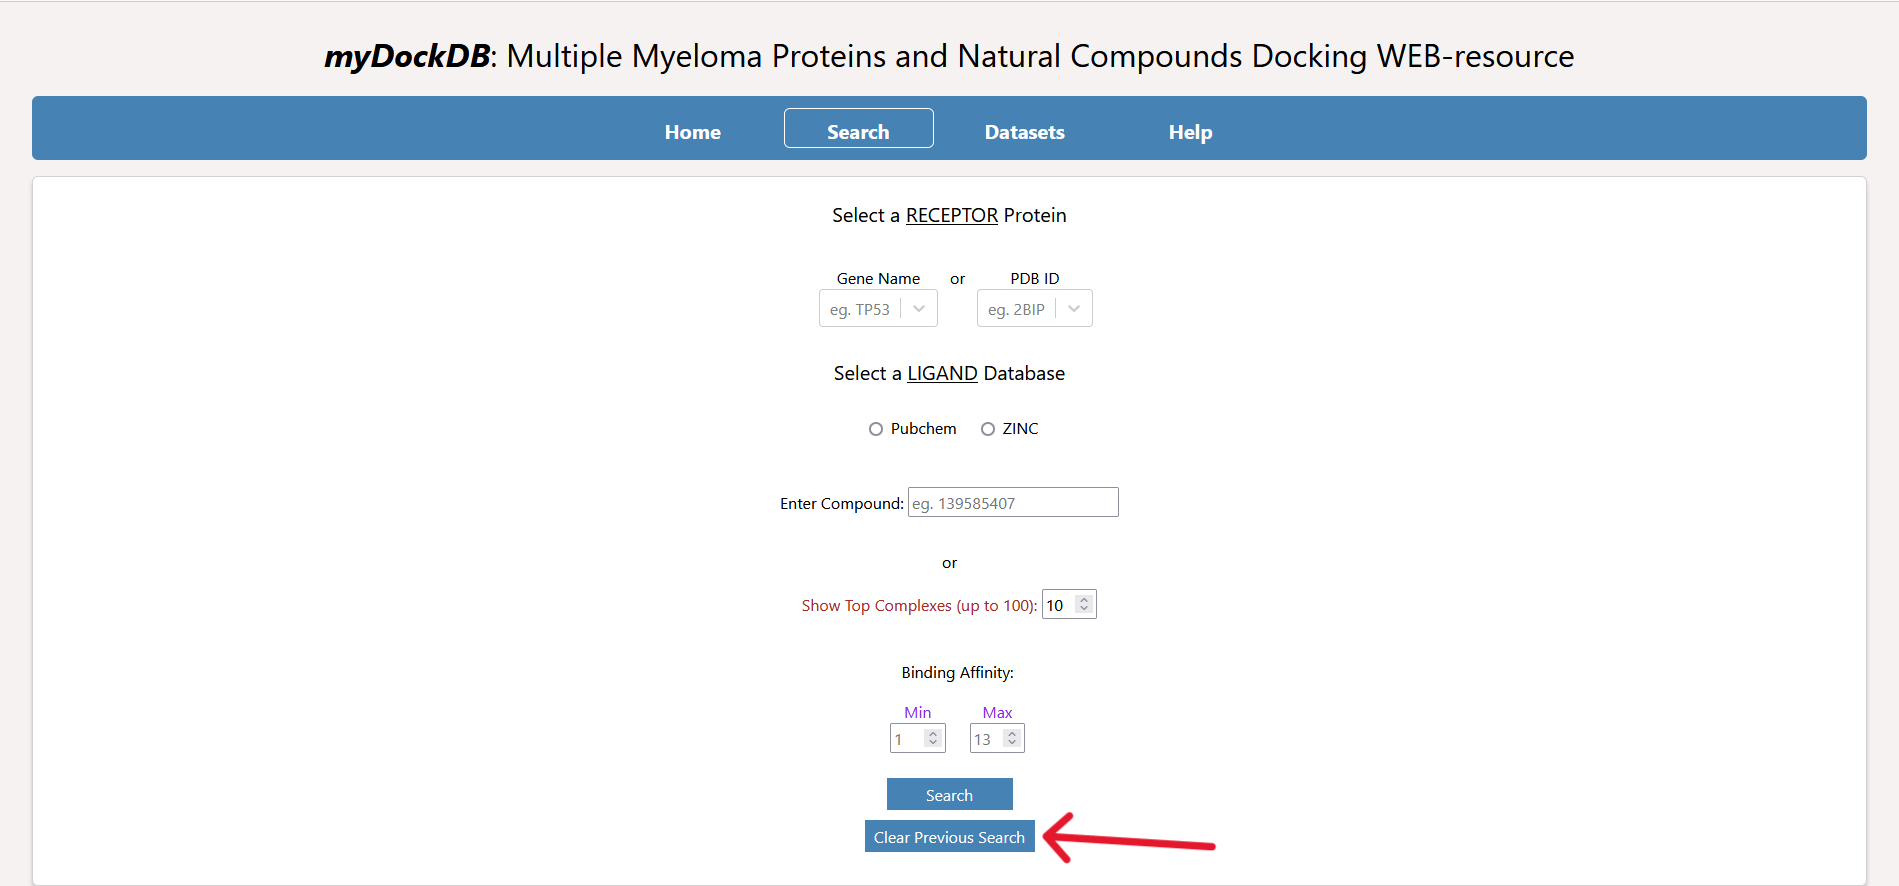 myDockDB: Multiple Myeloma Proteins and Natural Compounds Docking WEB-resource
Home Search Datasets Help
Select a RECEPTOR Protein
Gene Name or PDB ID
eg. TP53 eg. 2BIP
Select a LIGAND Database
Pubchem ZINC
Enter Compound: eg. 139585407
or
Show Top Complexes (up to 100): 10
Binding Affinity:
Min Max
1 13
Search
Clear Previous Search